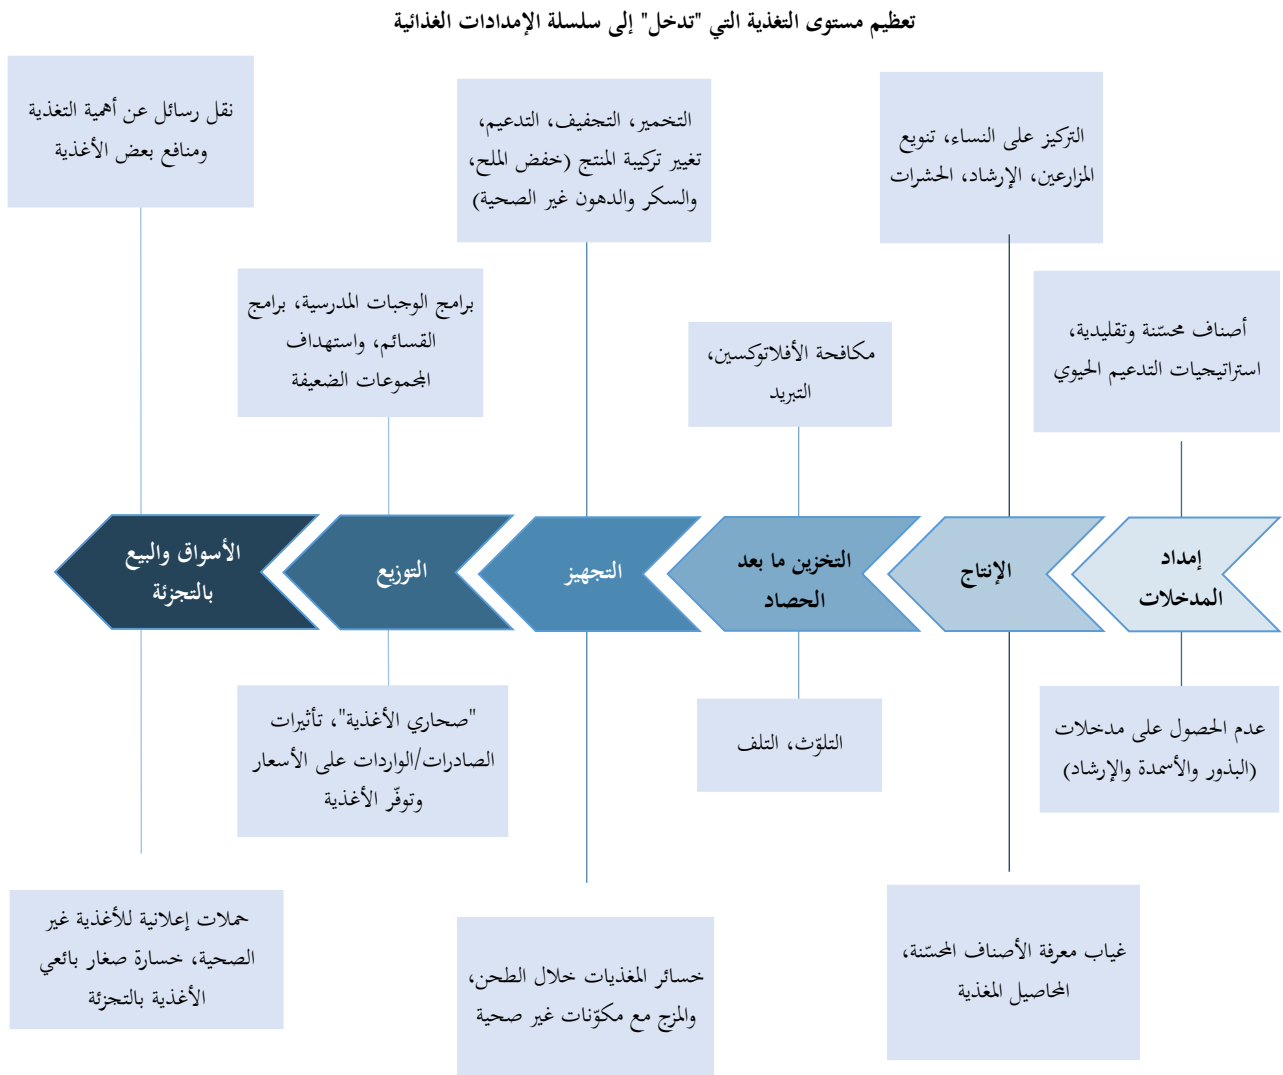 تعظيم مستوى التغذية التي "تدخل" إلى سلسلة الإمدادات الغذائية
التركيز على النساء، تنويع
المزارعين، الإرشاد، الحشرات
التخمير، التجفيف، التدعيم،
تغيير تركيبة المنتج (خفض الملح،
والسكر والدهون غير الصحية)
نقل رسائل عن أهمية التغذية
ومنافع بعض الأغذية
أصناف محسّنة وتقليدية،
استراتيجيات التدعيم الحيوي
مكافحة الأفلاتوكسين،
التبريد
برامج الوجبات المدرسية، برامج
القسائم، واستهداف
المجموعات الضعيفة
إمداد
المدخلات
الإنتاج
التخزين ما بعد
الحصاد
التجهيز
التوزيع
الأسواق والبيع
بالتجزئة
عدم الحصول على مدخلات
(البذور والأسمدة والإرشاد)
التلوّث، التلف
"صحاري الأغذية"، تأثيرات
الصادرات/الواردات على الأسعار
وتوفّر الأغذية
غياب معرفة الأصناف المحسّنة،
المحاصيل المغذية
خسائر المغذيات خلال الطحن،
والمزج مع مكوّنات غير صحية
حملات إعلانية للأغذية غير
الصحية، خسارة صغار بائعي
الأغذية بالتجزئة